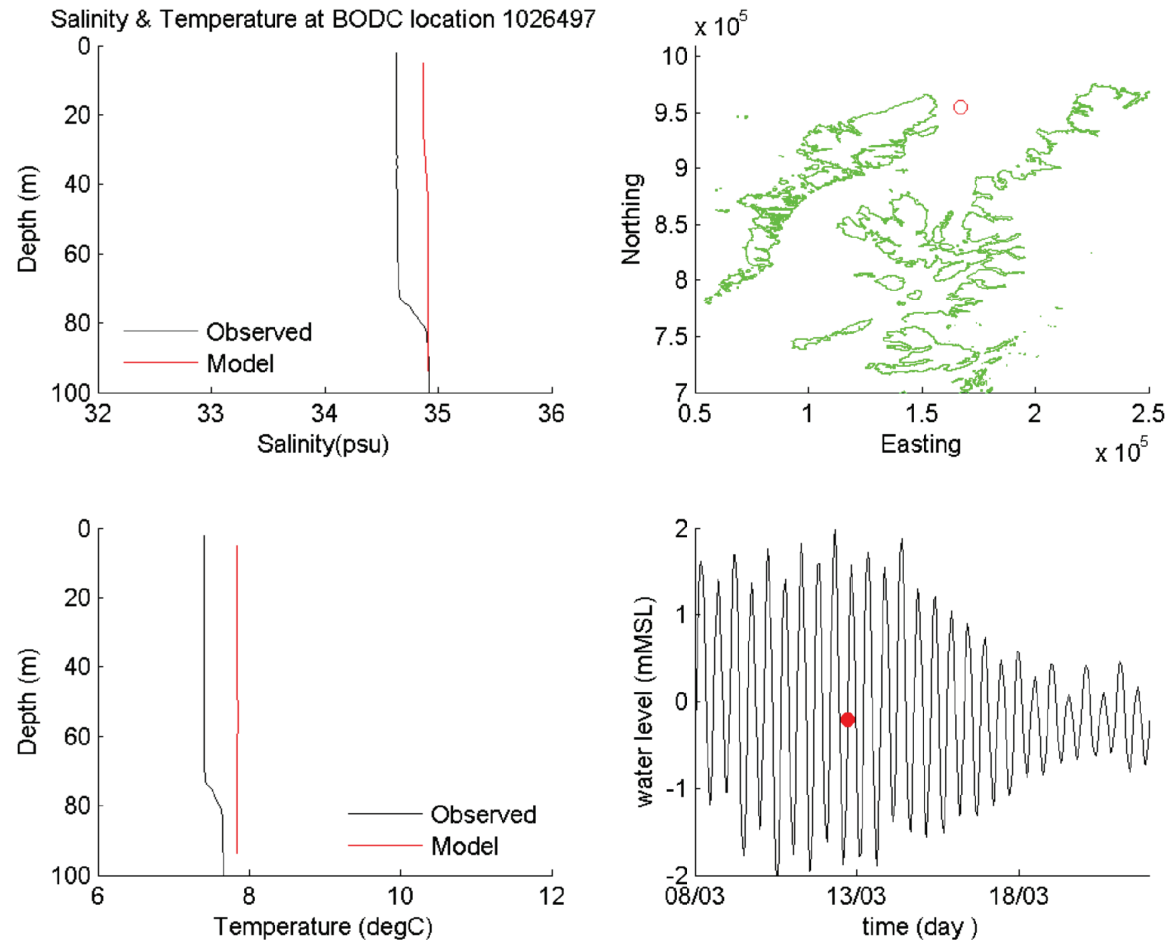 Salinity & Temperature at BODC location 1026497
0
20
40
60
80
100
Depth (m)
Observed
Model
32
33
34
35
36
Salinity(psu)
x 10^5
10
9.5
9
8.5
8
7.5
7
Northing
0.5
1
1.5
2
2.5
Easting
x 10^5
0
20
40
60
80
100
Depth (m)
Observed
Model
6
8
10
12
Temperature (degC)
2
1
0
-1
-2
water level (mMSL)
08/03
13/03
18/03
time (day )